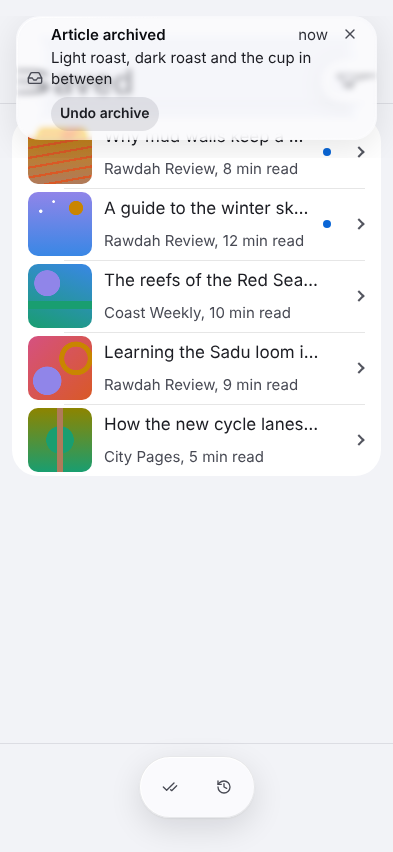 Article archived
now
Light roast, dark roast and the cup in
between
Undo archive
Rawdah Review, 8 min read
A guide to the winter sk...
Rawdah Review, 12 min read
The reefs of the Red Sea...
Coast Weekly, 10 min read
Learning the Sadu loom i...
Rawdah Review, 9 min read
How the new cycle lanes...
City Pages, 5 min read